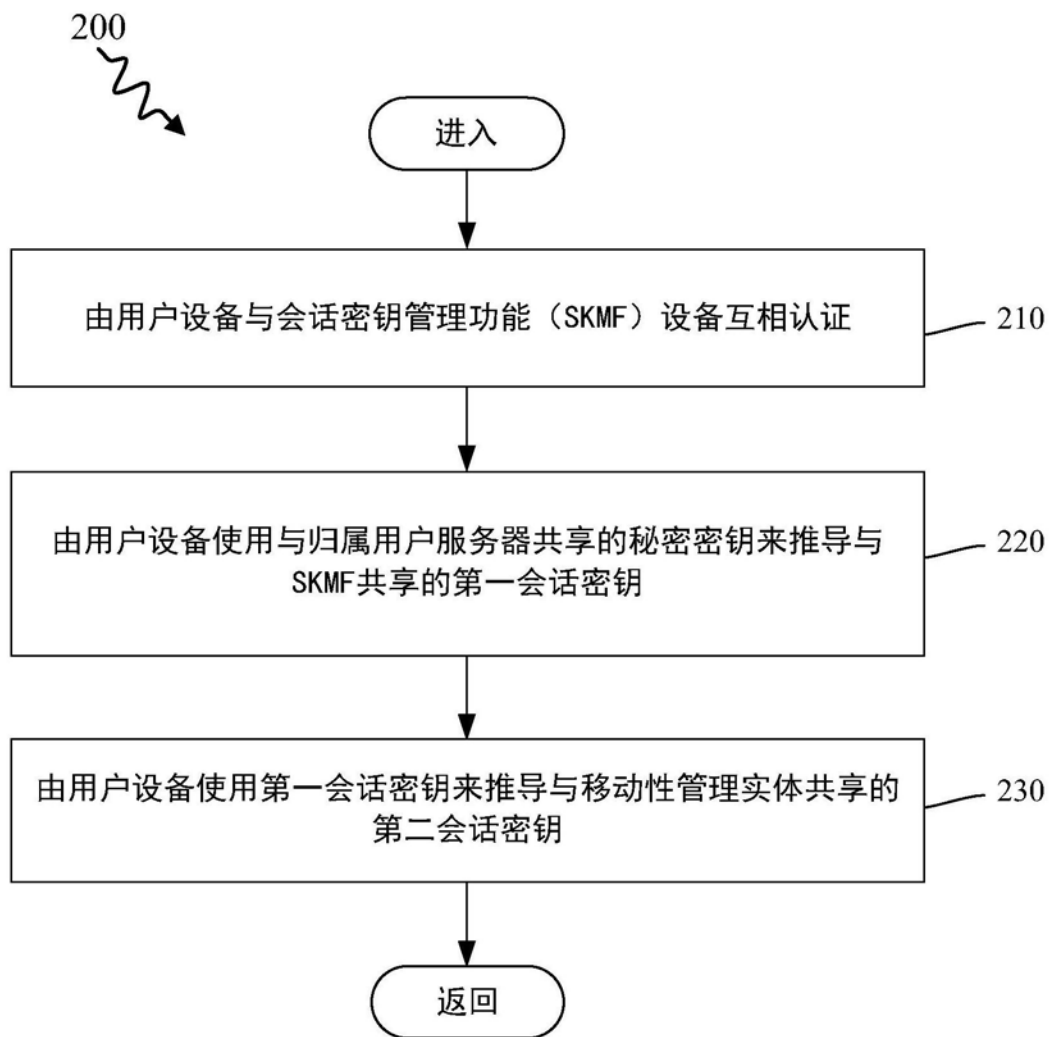 200
进入
由用户设备与会话密钥管理功能（SKMF）设备互相认证
210
由用户设备使用与归属用户服务器共享的秘密密钥来推导与
SKMF共享的第一会话密钥
220
由用户设备使用第一会话密钥来推导与移动性管理实体共享的
第二会话密钥
230
返回